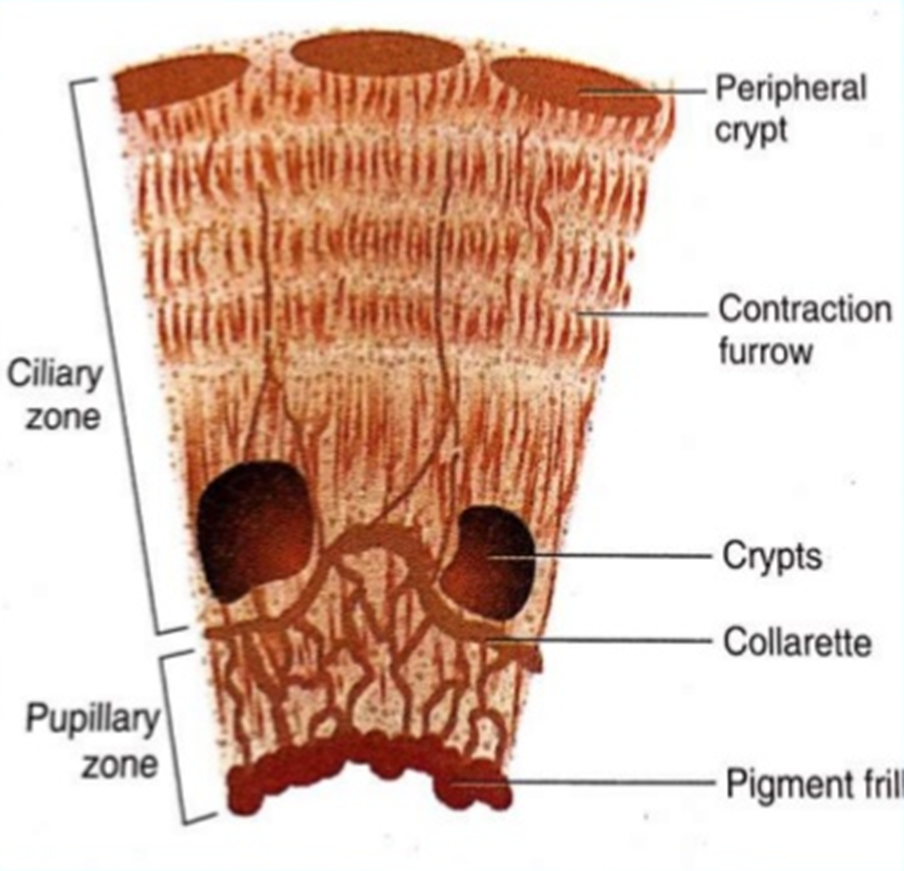 Peripheral
crypt
Contraction
furrow
Ciliary
zone
Crypts
Collarette
Pupillary
zone
Pigment frill